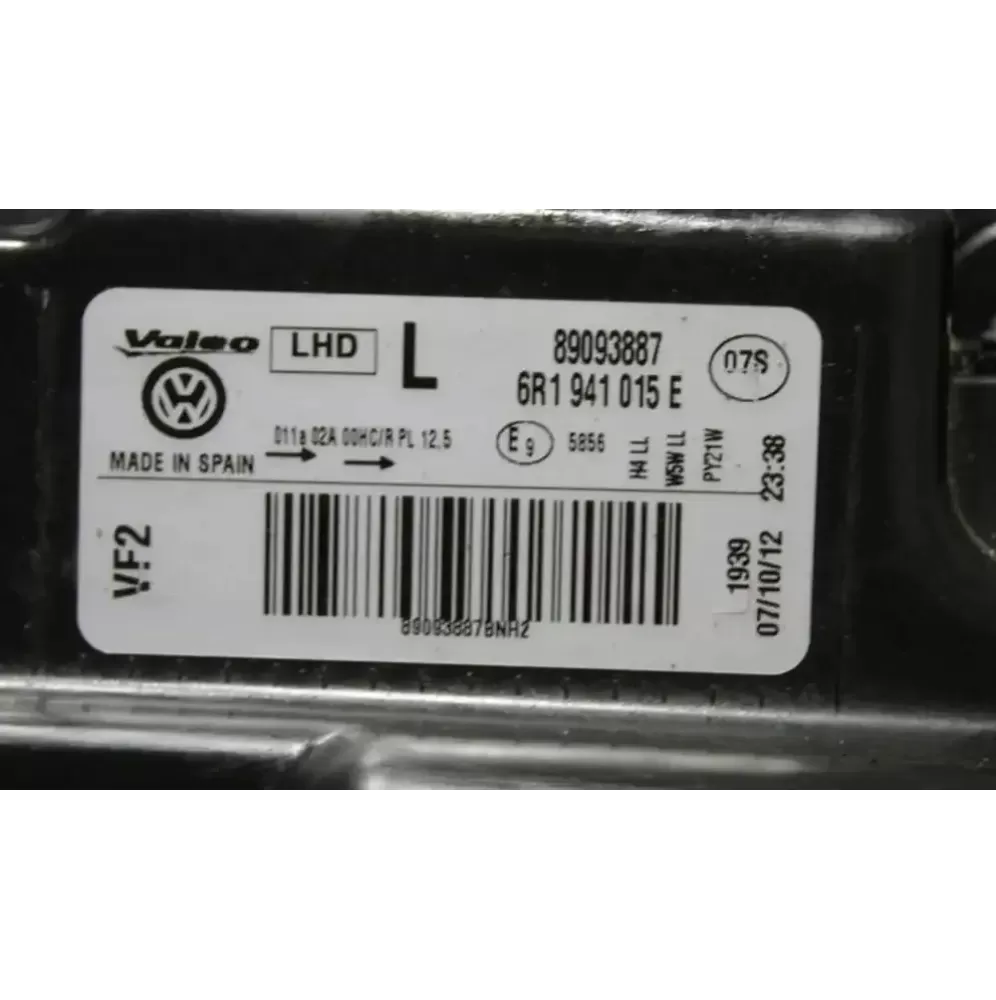 Valeo
LHD
L
89093887
07S
6R1 941 015 E
011a 02A 00HC/R PL 12,5
E9
5856
H4 LL
W5W LL
PY21W
MADE IN SPAIN
VF2
1939
07/10/12 23:38
89093887BNH2